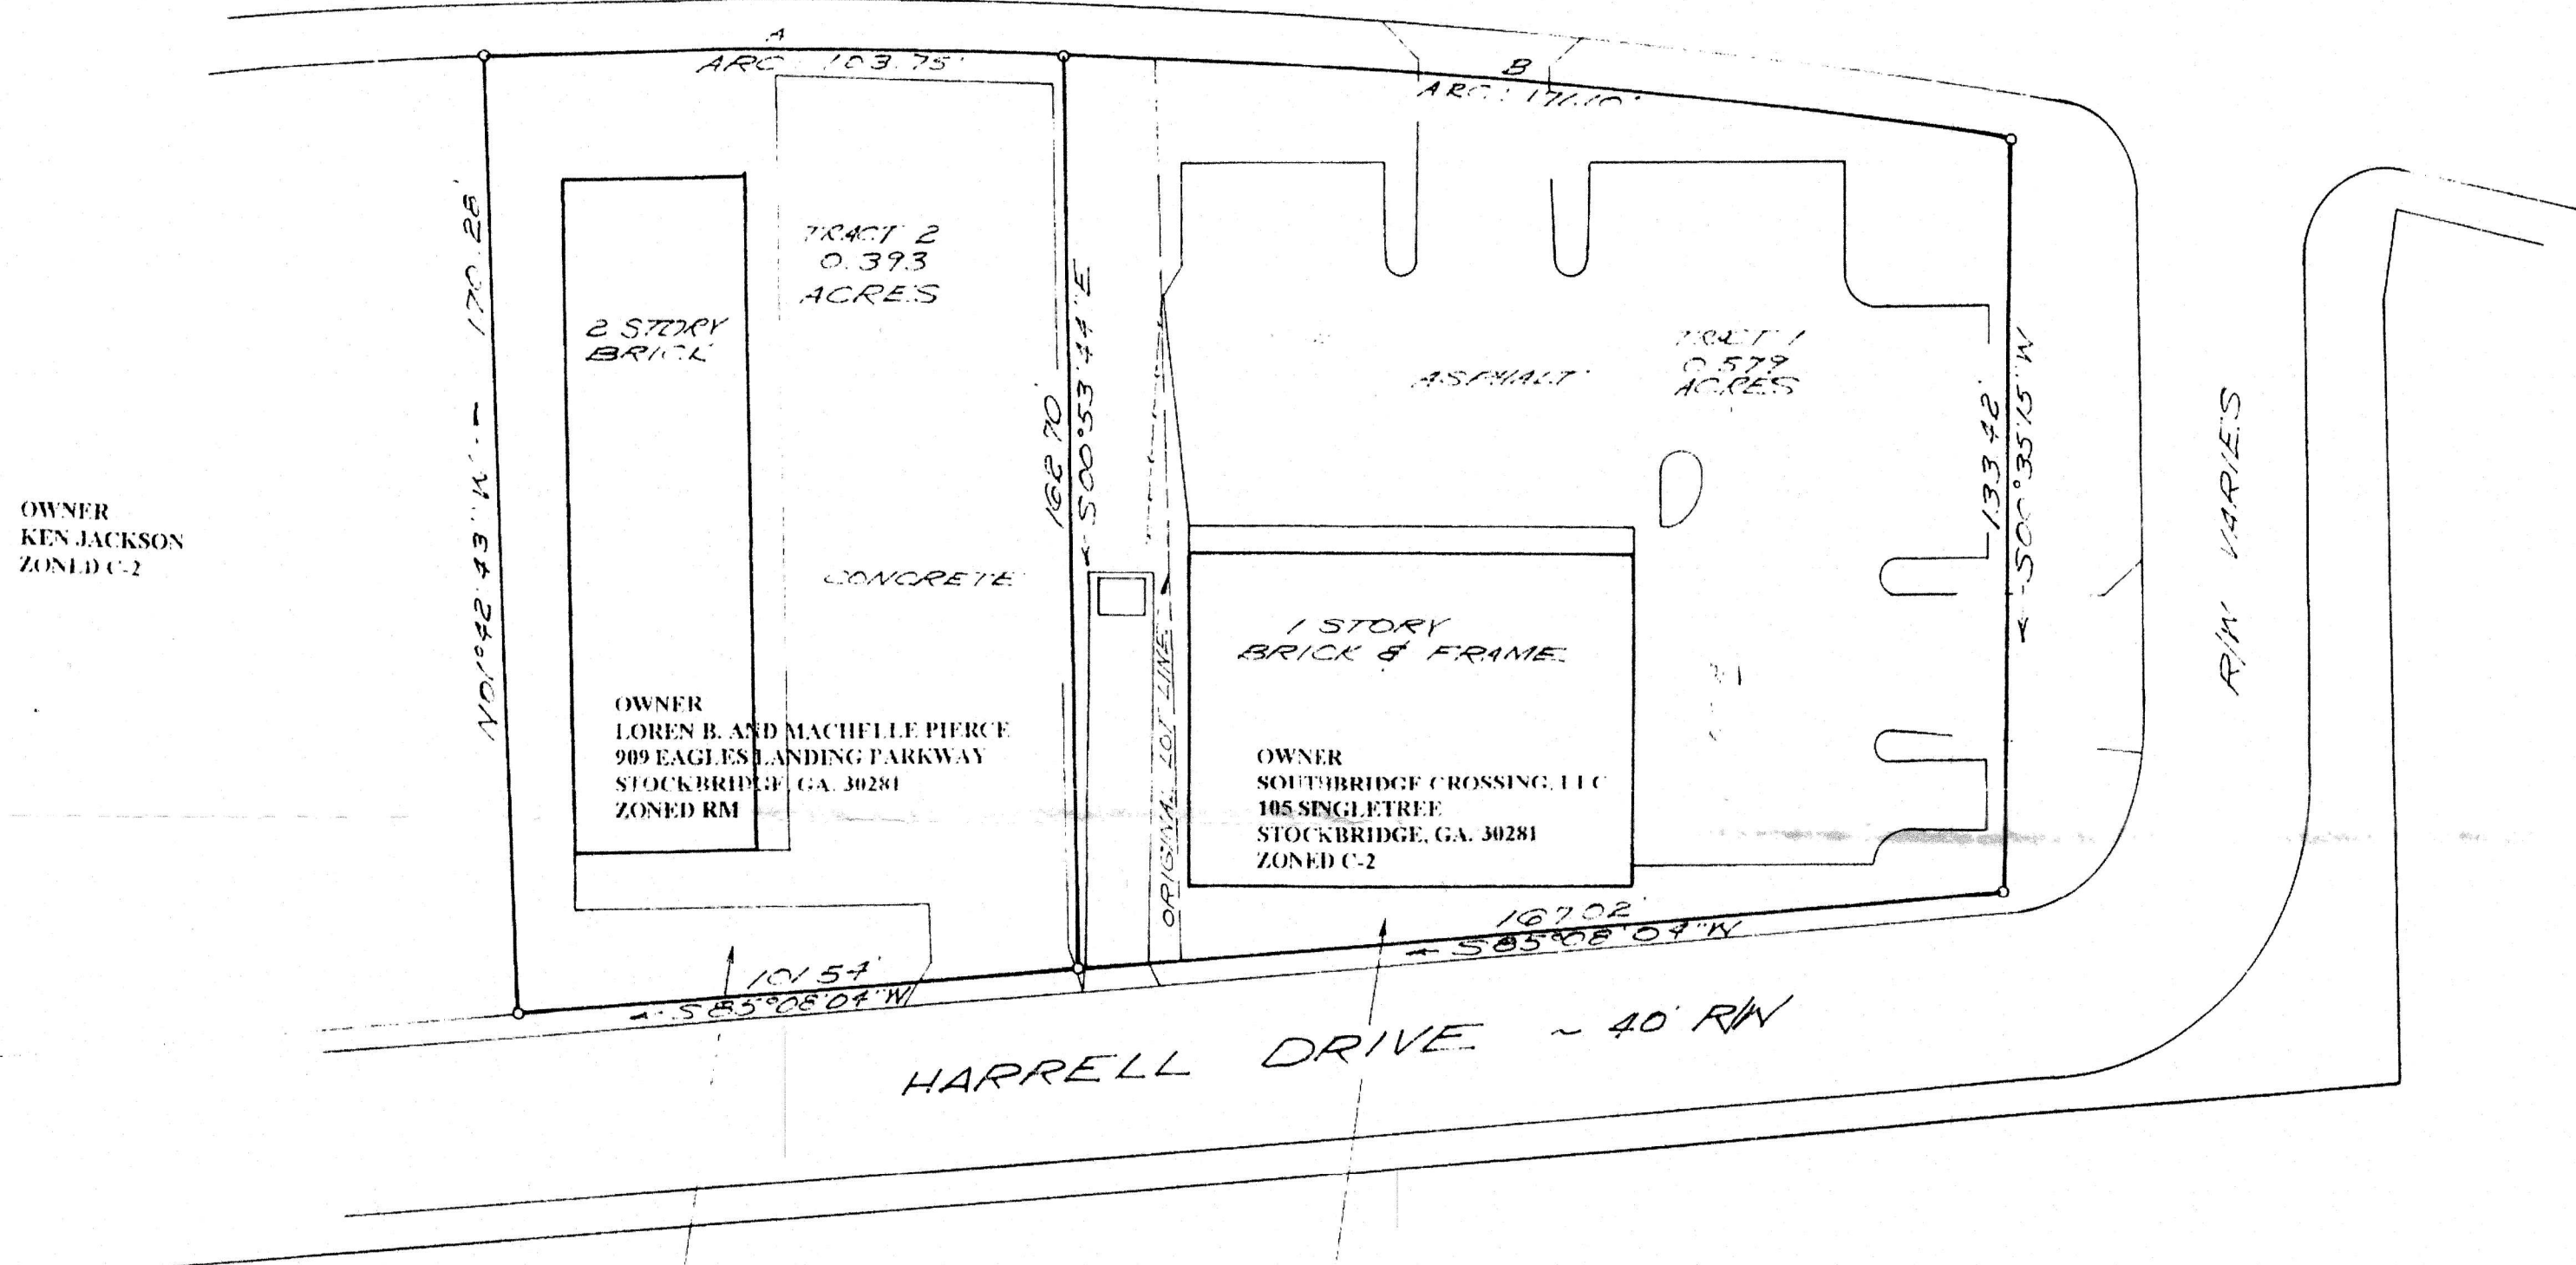 A
ARC 103.75'
B
ARC: 171.10'
N01°42'43"W - 170.28'
TRACT 2
0.393
ACRES
2 STORY
BRICK
162.70'
S00°53'44"E
ASPHALT
TRACT 1
0.579
ACRES
133.42'
S00°35'15"W
R/W VARIES
OWNER
KEN JACKSON
ZONED C-2
CONCRETE
ORIGINAL LOT LINE
1 STORY
BRICK & FRAME
OWNER
LOREN B. AND MACHELLE PIERCE
909 EAGLES LANDING PARKWAY
STOCKBRIDGE, GA. 30281
ZONED RM
OWNER
SOUTHBRIDGE CROSSING, LLC
105 SINGLETREE
STOCKBRIDGE, GA. 30281
ZONED C-2
101.54'
S85°08'04"W
167.02'
S85°08'04"W
HARRELL DRIVE ~ 40' R/W